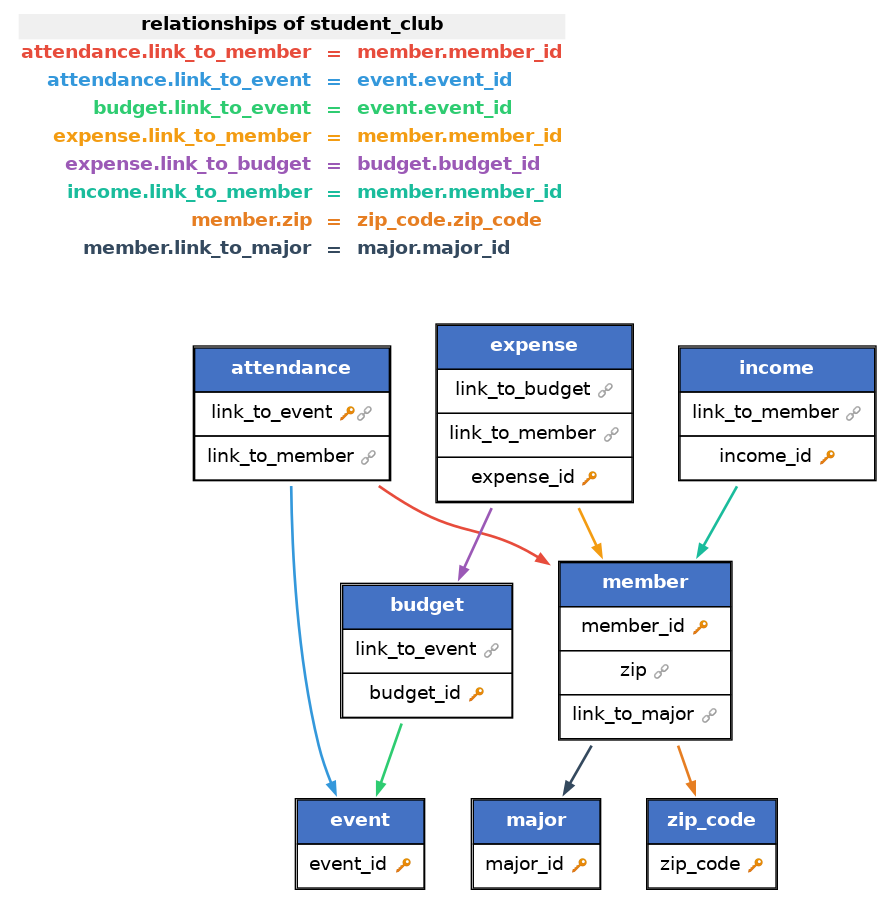 relationships of student_club
attendance.link_to_member = member.member_id
attendance.link_to_event = event.event_id
budget.link_to_event = event.event_id
expense.link_to_member = member.member_id
expense.link_to_budget = budget.budget_id
income.link_to_member = member.member_id
member.zip = zip_code.zip_code
member.link_to_major = major.major_id
attendance
link_to_event
link_to_member
expense
link_to_budget
link_to_member
expense_id
income
link_to_member
income_id
budget
link_to_event
budget_id
member
member_id
zip
link_to_major
event
event_id
major
major_id
zip_code
zip_code